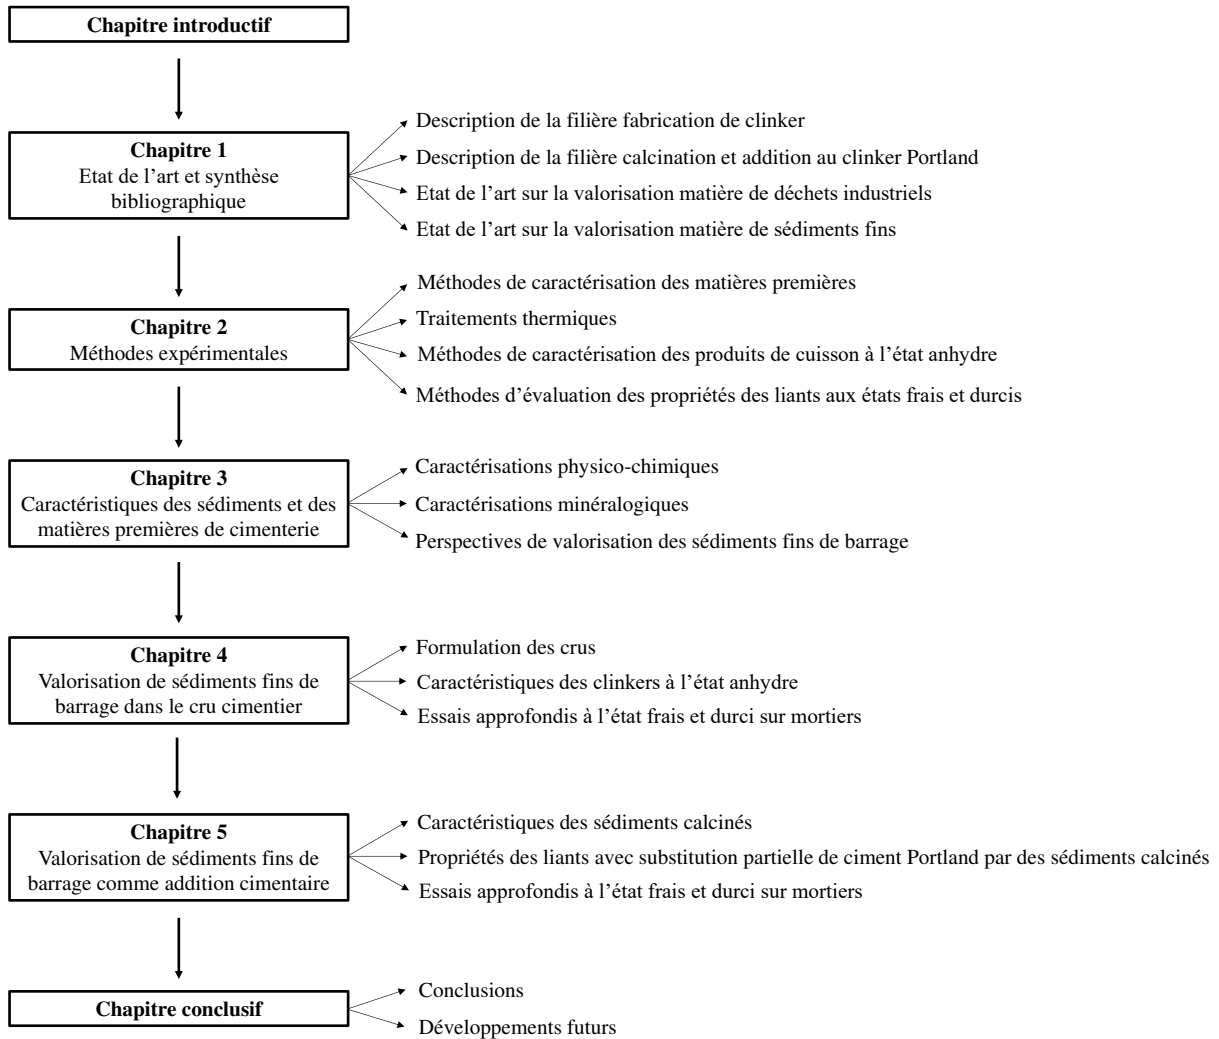 Chapitre introductif
Chapitre 1
Etat de l’art et synthèse
bibliographique
Description de la filière fabrication de clinker
Description de la filière calcination et addition au clinker Portland
Etat de l’art sur la valorisation matière de déchets industriels
Etat de l’art sur la valorisation matière de sédiments fins
Chapitre 2
Méthodes expérimentales
Méthodes de caractérisation des matières premières
Traitements thermiques
Méthodes de caractérisation des produits de cuisson à l’état anhydre
Méthodes d’évaluation des propriétés des liants aux états frais et durcis
Chapitre 3
Caractéristiques des sédiments et des
matières premières de cimenterie
Caractérisations physico-chimiques
Caractérisations minéralogiques
Perspectives de valorisation des sédiments fins de barrage
Chapitre 4
Valorisation de sédiments fins de
barrage dans le cru cimentier
Formulation des crus
Caractéristiques des clinkers à l’état anhydre
Essais approfondis à l’état frais et durci sur mortiers
Chapitre 5
Valorisation de sédiments fins de
barrage comme addition cimentaire
Caractéristiques des sédiments calcinés
Propriétés des liants avec substitution partielle de ciment Portland par des sédiments calcinés
Essais approfondis à l’état frais et durci sur mortiers
Chapitre conclusif
Conclusions
Développements futurs